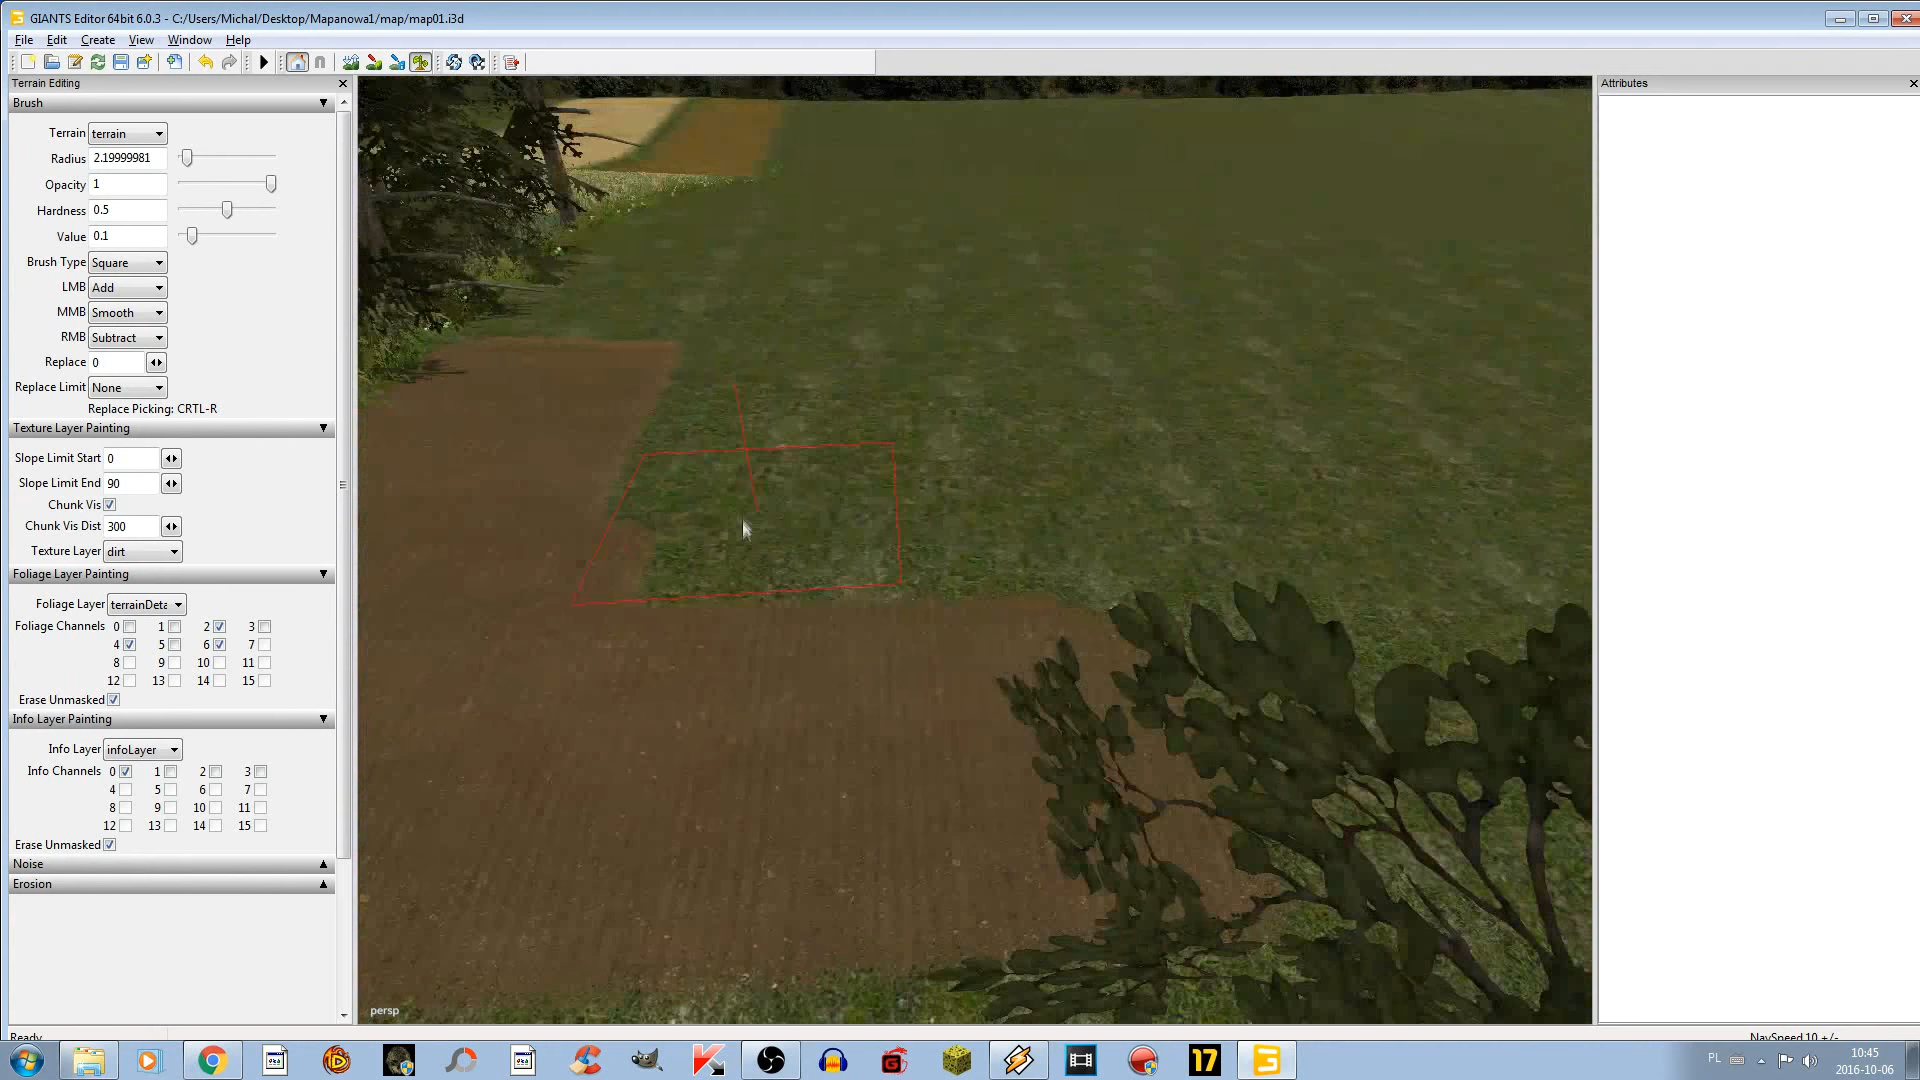 GIANTS Editor 64bit 6.0.3 - C:/Users/Michal/Desktop/Mapanowa1/map/map01.i3d
File Edit Create View Window Help
Terrain Editing
Attributes
Brush
Terrain terrain
Radius 2.19999981
Opacity 1
Hardness 0.5
Value 0.1
Brush Type Square
LMB Add
MMB Smooth
RMB Subtract
Replace 0
Replace Limit None
Replace Picking: CRTL-R
Texture Layer Painting
Slope Limit Start 0
Slope Limit End 90
Chunk Vis
Chunk Vis Dist 300
Texture Layer dirt
Foliage Layer Painting
Foliage Layer terrainDeta
Foliage Channels 0 1 2 3
4 5 6 7
8 9 10 11
12 13 14 15
Erase Unmasked
Info Layer Painting
Info Layer infoLayer
Info Channels 0 1 2 3
4 5 6 7
8 9 10 11
12 13 14 15
Erase Unmasked
Noise
Erosion
persp
Ready
NavSpeed 10 +/-
17
PL
10:45
2016-10-06